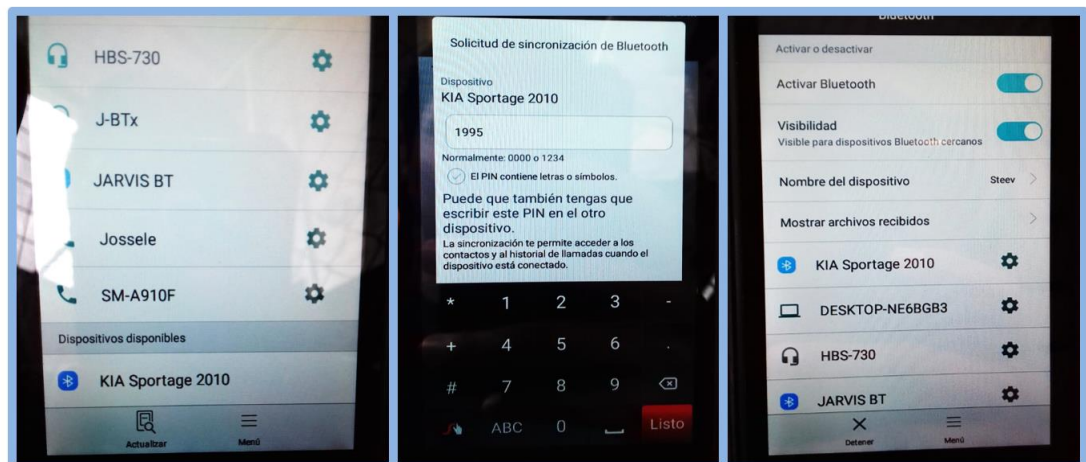 HBS-730
J-BTx
JARVIS BT
Jossele
SM-A910F
Dispositivos disponibles
KIA Sportage 2010
Actualizar
Menú
Solicitud de sincronización de Bluetooth
Dispositivo
KIA Sportage 2010
1995
Normalmente: 0000 o 1234
El PIN contiene letras o símbolos.
Puede que también tengas que
escribir este PIN en el otro
dispositivo.
La sincronización te permite acceder a los
contactos y al historial de llamadas cuando el
dispositivo está conectado.
* 1 2 3 -
+ 4 5 6 .
# 7 8 9
ABC 0 Listo
Bluetooth
Activar o desactivar
Activar Bluetooth
Visibilidad
Visible para dispositivos Bluetooth cercanos
Nombre del dispositivo Steev
Mostrar archivos recibidos
KIA Sportage 2010
DESKTOP-NE6BGB3
HBS-730
JARVIS BT
Detener
Menú